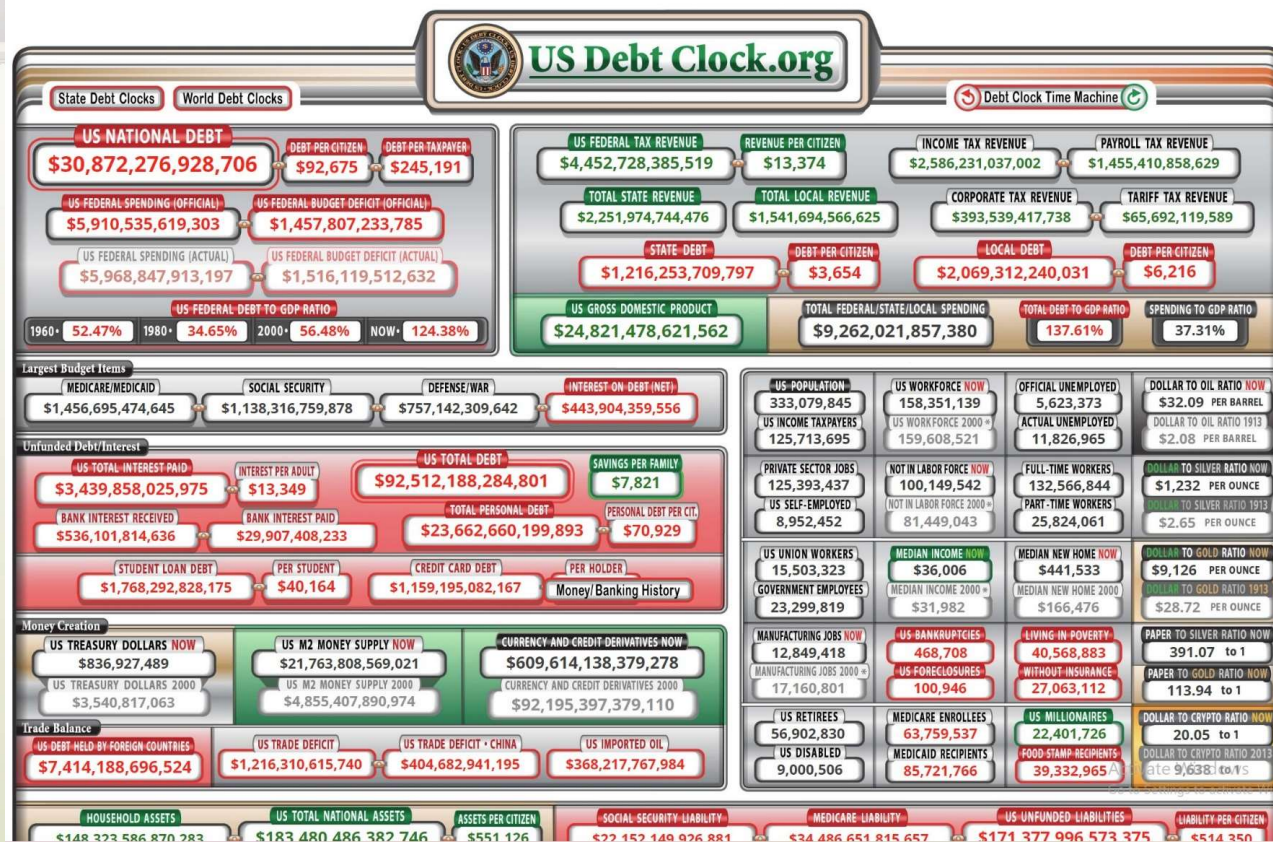 US Debt Clock.org
State Debt Clocks World Debt Clocks
Debt Clock Time Machine
US NATIONAL DEBT
$30,872,276,928,706
DEBT PER CITIZEN
$92,675
DEBT PER TAXPAYER
$245,191
US FEDERAL SPENDING (OFFICIAL)
$5,910,535,619,303
US FEDERAL BUDGET DEFICIT (OFFICIAL)
$1,457,807,233,785
US FEDERAL SPENDING (ACTUAL)
$5,968,847,913,197
US FEDERAL BUDGET DEFICIT (ACTUAL)
$1,516,119,512,632
US FEDERAL DEBT TO GDP RATIO
1960 • 52.47% 1980 • 34.65% 2000 • 56.48% NOW • 124.38%
US FEDERAL TAX REVENUE
$4,452,728,385,519
REVENUE PER CITIZEN
$13,374
INCOME TAX REVENUE
$2,586,231,037,002
PAYROLL TAX REVENUE
$1,455,410,858,629
TOTAL STATE REVENUE
$2,251,974,744,476
TOTAL LOCAL REVENUE
$1,541,694,566,625
CORPORATE TAX REVENUE
$393,539,417,738
TARIFF TAX REVENUE
$65,692,119,589
STATE DEBT
$1,216,253,709,797
DEBT PER CITIZEN
$3,654
LOCAL DEBT
$2,069,312,240,031
DEBT PER CITIZEN
$6,216
US GROSS DOMESTIC PRODUCT
$24,821,478,621,562
TOTAL FEDERAL/STATE/LOCAL SPENDING
$9,262,021,857,380
TOTAL DEBT TO GDP RATIO
137.61%
SPENDING TO GDP RATIO
37.31%
Largest Budget Items
MEDICARE/MEDICAID
$1,456,695,474,645
SOCIAL SECURITY
$1,138,316,759,878
DEFENSE/WAR
$757,142,309,642
INTEREST ON DEBT (NET)
$443,904,359,556
Unfunded Debt/Interest
US TOTAL INTEREST PAID
$3,439,858,025,975
INTEREST PER ADULT
$13,349
US TOTAL DEBT
$92,512,188,284,801
SAVINGS PER FAMILY
$7,821
BANK INTEREST RECEIVED
$536,101,814,636
BANK INTEREST PAID
$29,907,408,233
TOTAL PERSONAL DEBT
$23,662,660,199,893
PERSONAL DEBT PER CIT.
$70,929
STUDENT LOAN DEBT
$1,768,292,828,175
PER STUDENT
$40,164
CREDIT CARD DEBT
$1,159,195,082,167
PER HOLDER
Money/Banking History
Money Creation
US TREASURY DOLLARS NOW
$836,927,489
US TREASURY DOLLARS 2000
$3,540,817,063
US M2 MONEY SUPPLY NOW
$21,763,808,569,021
US M2 MONEY SUPPLY 2000
$4,855,407,890,974
CURRENCY AND CREDIT DERIVATIVES NOW
$609,614,138,379,278
CURRENCY AND CREDIT DERIVATIVES 2000
$92,195,397,379,110
Trade Balance
US DEBT HELD BY FOREIGN COUNTRIES
$7,414,188,696,524
US TRADE DEFICIT
$1,216,310,615,740
US TRADE DEFICIT • CHINA
$404,682,941,195
US IMPORTED OIL
$368,217,767,984
US POPULATION
333,079,845
US INCOME TAXPAYERS
125,713,695
US WORKFORCE NOW
158,351,139
US WORKFORCE 2000 *
159,608,521
OFFICIAL UNEMPLOYED
5,623,373
ACTUAL UNEMPLOYED
11,826,965
DOLLAR TO OIL RATIO NOW
$32.09 PER BARREL
DOLLAR TO OIL RATIO 1913
$2.08 PER BARREL
PRIVATE SECTOR JOBS
125,393,437
US SELF-EMPLOYED
8,952,452
NOT IN LABOR FORCE NOW
100,149,542
NOT IN LABOR FORCE 2000 *
81,449,043
FULL-TIME WORKERS
132,566,844
PART-TIME WORKERS
25,824,061
DOLLAR TO SILVER RATIO NOW
$1,232 PER OUNCE
DOLLAR TO SILVER RATIO 1913
$2.65 PER OUNCE
US UNION WORKERS
15,503,323
GOVERNMENT EMPLOYEES
23,299,819
MEDIAN INCOME NOW
$36,006
MEDIAN INCOME 2000 *
$31,982
MEDIAN NEW HOME NOW
$441,533
MEDIAN NEW HOME 2000
$166,476
DOLLAR TO GOLD RATIO NOW
$9,126 PER OUNCE
DOLLAR TO GOLD RATIO 1913
$28.72 PER OUNCE
MANUFACTURING JOBS NOW
12,849,418
MANUFACTURING JOBS 2000 *
17,160,801
US BANKRUPTCIES
468,708
US FORECLOSURES
100,946
LIVING IN POVERTY
40,568,883
WITHOUT INSURANCE
27,063,112
PAPER TO SILVER RATIO NOW
391.07 to 1
PAPER TO GOLD RATIO NOW
113.94 to 1
US RETIREES
56,902,830
US DISABLED
9,000,506
MEDICARE ENROLLEES
63,759,537
MEDICAID RECIPIENTS
85,721,766
US MILLIONAIRES
22,401,726
FOOD STAMP RECIPIENTS
39,332,965
DOLLAR TO CRYPTO RATIO NOW
20.05 to 1
DOLLAR TO CRYPTO RATIO 2013
9,638 to 1
Activate Windows
HOUSEHOLD ASSETS
$148,323,586,870,283
US TOTAL NATIONAL ASSETS
$183,480,486,382,746
ASSETS PER CITIZEN
$551,126
SOCIAL SECURITY LIABILITY
$22,152,149,926,881
MEDICARE LIABILITY
$34,486,651,815,657
US UNFUNDED LIABILITIES
$171,377,996,573,375
LIABILITY PER CITIZEN
$514,350